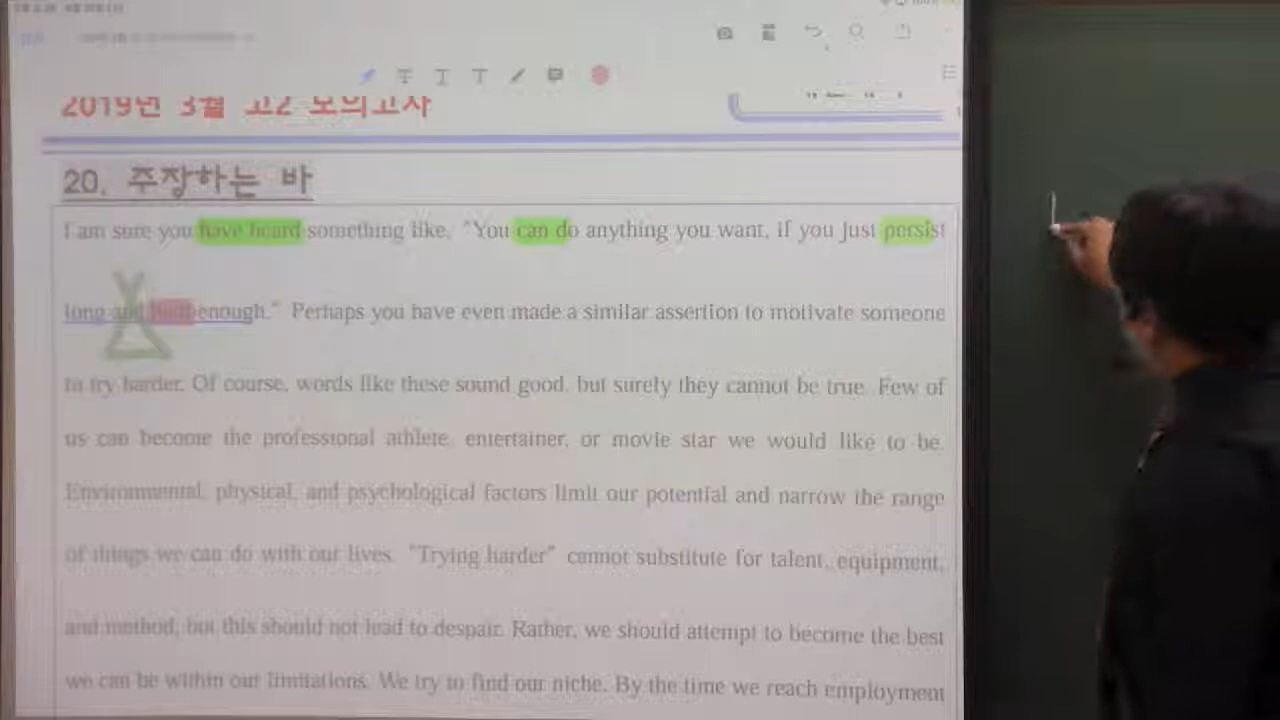 2019년 3월 고2 모의고사
20. 주장하는 바
I am sure you have heard something like, "You can do anything you want, if you just persist
long and hard enough." Perhaps you have even made a similar assertion to motivate someone
to try harder. Of course, words like these sound good, but surely they cannot be true. Few of
us can become the professional athlete, entertainer, or movie star we would like to be.
Environmental, physical, and psychological factors limit our potential and narrow the range
of things we can do with our lives. "Trying harder" cannot substitute for talent, equipment,
and method, but this should not lead to despair. Rather, we should attempt to become the best
we can be within our limitations. We try to find our niche. By the time we reach employment